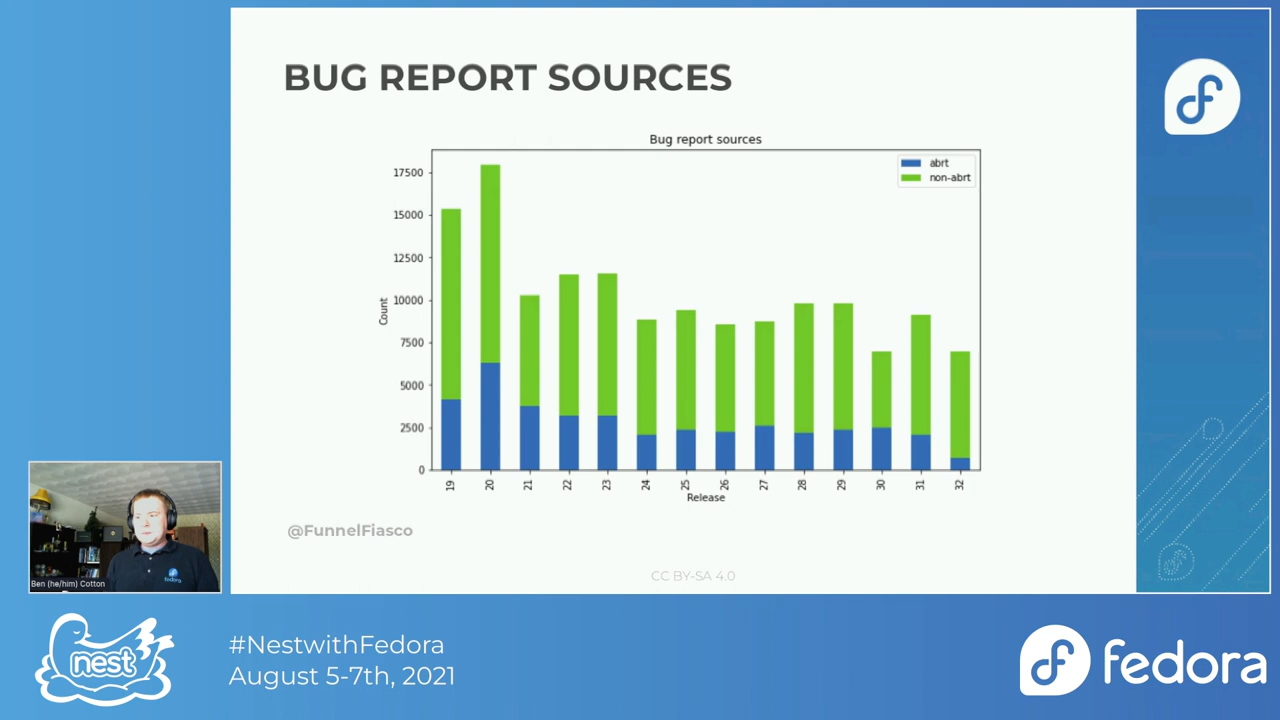 BUG REPORT SOURCES
Bug report sources
abrt
non-abrt
17500
15000
12500
10000
7500
5000
2500
0
Count
19 20 21 22 23 24 25 26 27 28 29 30 31 32
Release
@FunnelFiasco
CC BY-SA 4.0
fedora
Ben (he/him) Cotton
nest
#NestwithFedora
August 5-7th, 2021
fedora